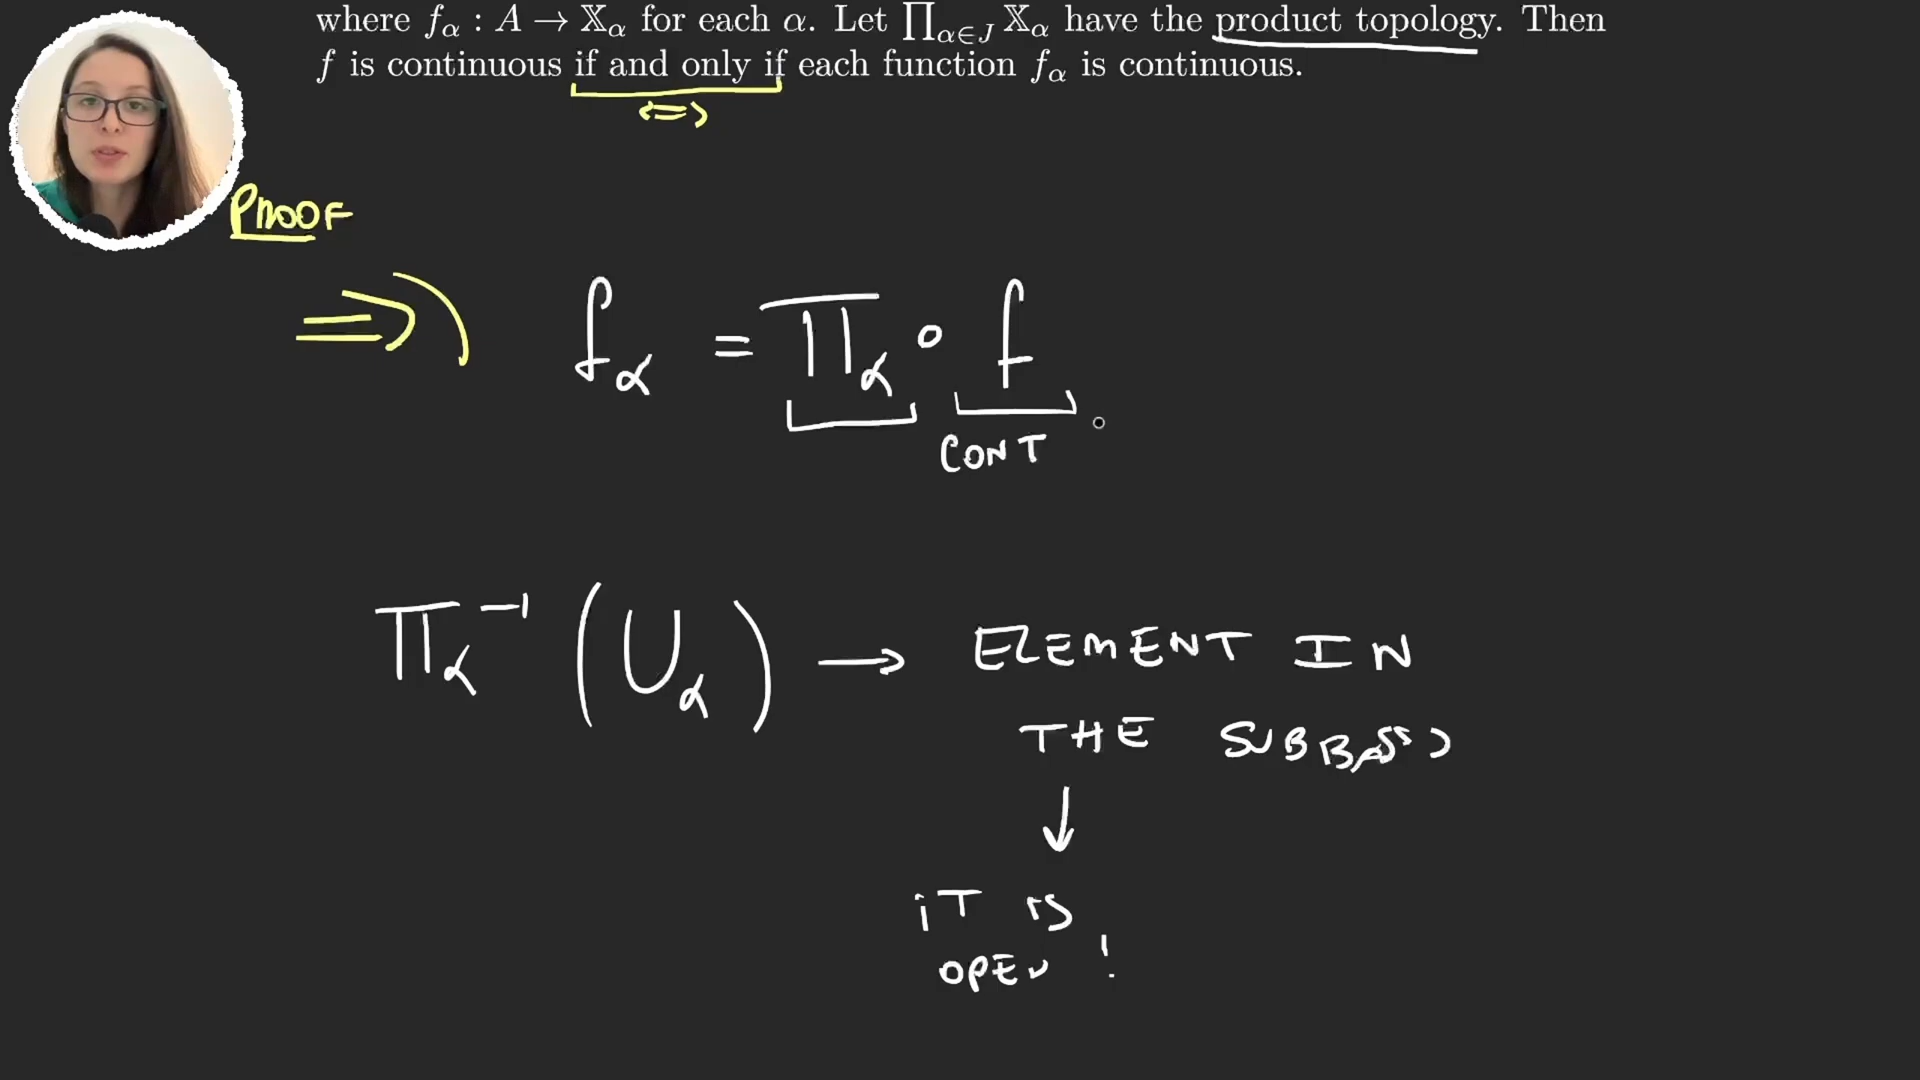 where fα : A → 𝕏α for each α. Let ∏α∈J 𝕏α have the product topology. Then
f is continuous if and only if each function fα is continuous.
<=>
PROOF
=>) fα = Πα ∘ f
CONT
Πα⁻¹ (Uα) → ELEMENT IN
THE SUBBASIS
↓
iT is
OPEN !